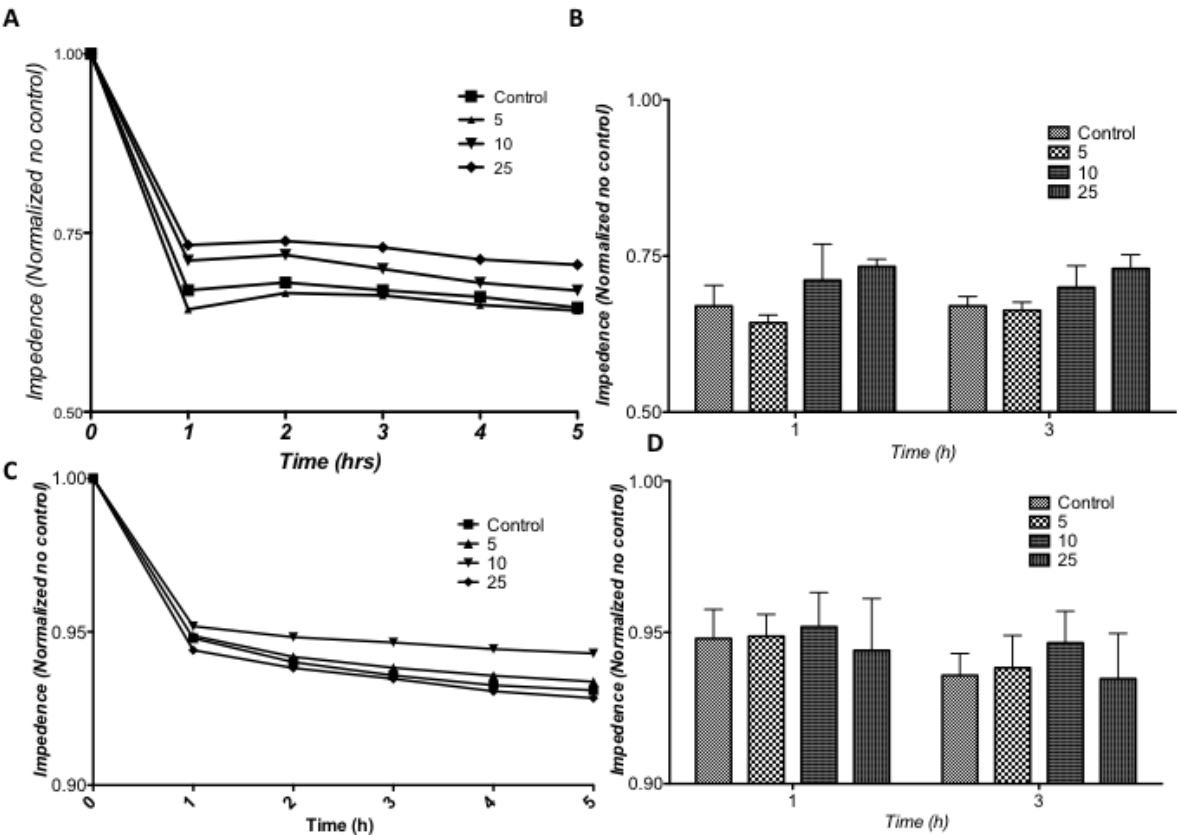 A
Impedence (Normalized no control)
1.00
0.75
0.50
0 1 2 3 4 5
Time (hrs)
Control
5
10
25
B
Impedence (Normalized no control)
1.00
0.75
0.50
1 3
Time (h)
Control
5
10
25
C
Impedence (Normalized no control)
1.00
0.95
0.90
0 1 2 3 4 5
Time (h)
Control
5
10
25
D
Impedence (Normalized no control)
1.00
0.95
0.90
1 3
Time (h)
Control
5
10
25